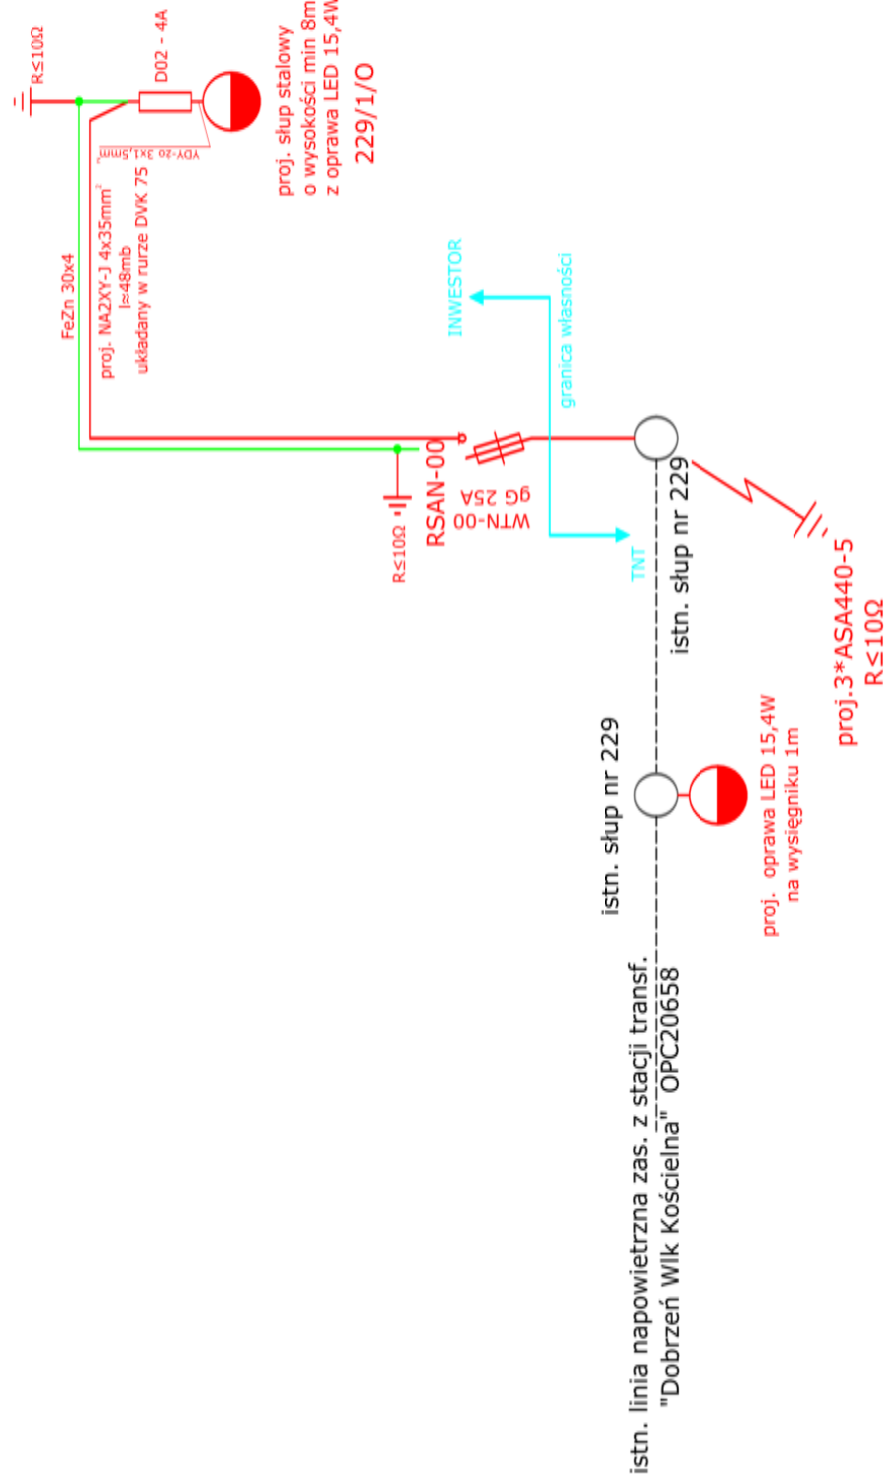 R≤10Ω
D02 - 4A
YDY-żo 3x1,5mm²
proj. słup stalowy
o wysokości min 8m
z oprawa LED 15,4W
229/1/O
FeZn 30x4
proj. NA2XY-J 4x35mm²
l≈48mb
układany w rurze DVK 75
INWESTOR
granica własności
TNT
R≤10Ω
RSAN-00
WTN-00
gG 25A
istn. słup nr 229
proj.3*ASA440-5
R≤10Ω
istn. słup nr 229
proj. oprawa LED 15,4W
na wysięgniku 1m
istn. linia napowietrzna zas. z stacji transf.
"Dobrzeń Wlk Kościelna" OPC20658